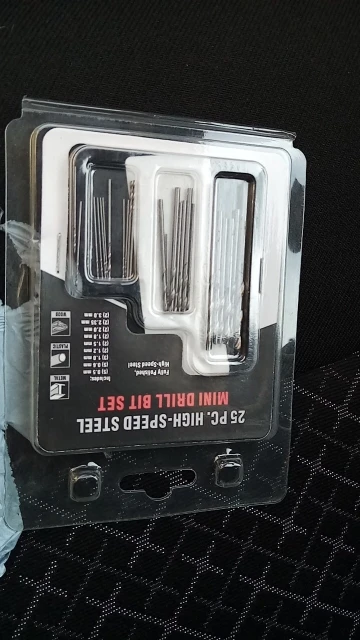 25 PC. HIGH-SPEED STEEL
MINI DRILL BIT SET
Fully Polished,
High-Speed Steel
Includes:
METAL
PLASTIC
WOOD